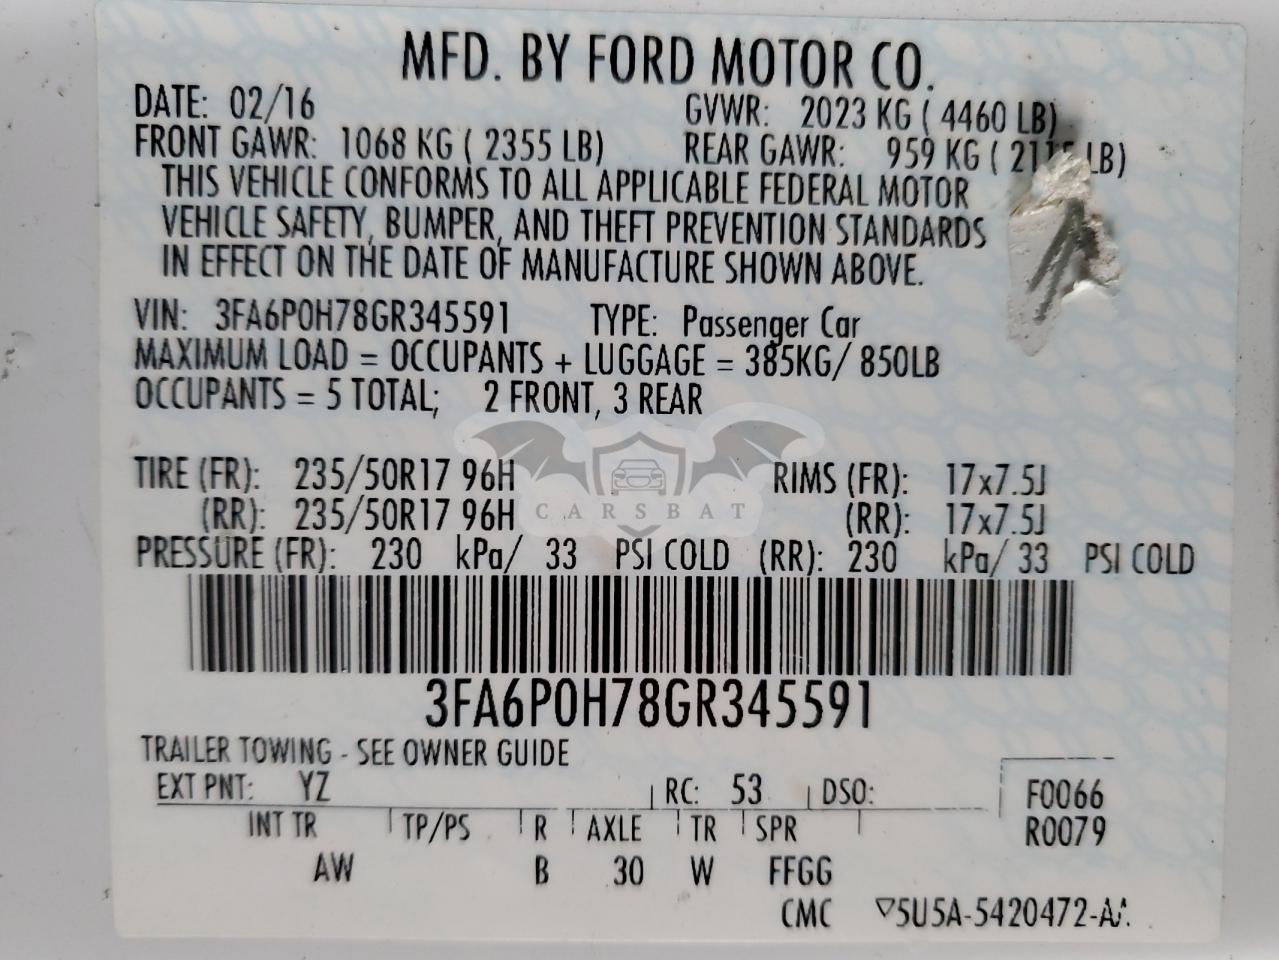 MFD. BY FORD MOTOR CO.
DATE: 02/16 GVWR: 2023 KG ( 4460 LB)
FRONT GAWR: 1068 KG ( 2355 LB) REAR GAWR: 959 KG ( LB)
THIS VEHICLE CONFORMS TO ALL APPLICABLE FEDERAL MOTOR
VEHICLE SAFETY, BUMPER, AND THEFT PREVENTION STANDARDS
IN EFFECT ON THE DATE OF MANUFACTURE SHOWN ABOVE.
VIN: 3FA6P0H78GR345591 TYPE: Passenger Car
MAXIMUM LOAD = OCCUPANTS + LUGGAGE = 385KG/ 850LB
OCCUPANTS = 5 TOTAL; 2 FRONT, 3 REAR
TIRE (FR): 235/50R17 96H RIMS (FR): 17x7.5J
(RR): 235/50R17 96H (RR): 17x7.5J
CARSBAT
PRESSURE (FR): 230 kPa/ 33 PSI COLD (RR): 230 kPa/ 33 PSI COLD
3FA6P0H78GR345591
TRAILER TOWING - SEE OWNER GUIDE
EXT PNT: YZ RC: 53 DSO: F0066
INT TR TP/PS R AXLE TR SPR R0079
AW B 30 W FFGG
CMC ▽5U5A-5420472-